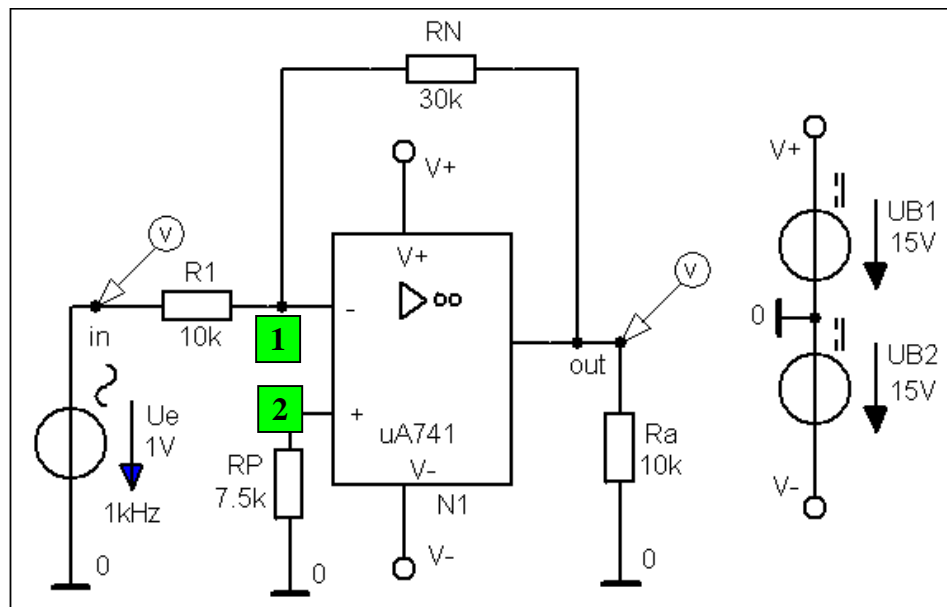 RN
30k
V+
V+
UB1
15V
V
R1
V+
V
in
10k
-
∞
0
1
out
UB2
15V
2
+
Ue
1V
uA741
Ra
10k
RP
7.5k
V-
V-
1kHz
N1
0
0
V-
0